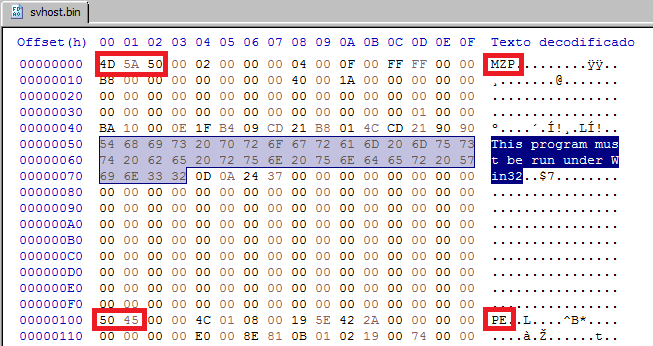 svhost.bin
Offset(h) 00 01 02 03 04 05 06 07 08 09 0A 0B 0C 0D 0E 0F Texto decodificado
00000000 4D 5A 50 00 02 00 00 00 04 00 0F 00 FF FF 00 00 MZP.........ÿÿ..
00000010 B8 00 00 00 00 00 00 00 40 00 1A 00 00 00 00 00 ¸.......@.......
00000020 00 00 00 00 00 00 00 00 00 00 00 00 00 00 00 00 ................
00000030 00 00 00 00 00 00 00 00 00 00 00 00 00 01 00 00 ................
00000040 BA 10 00 0E 1F B4 09 CD 21 B8 01 4C CD 21 90 90 º....´.Í!¸.LÍ!..
00000050 54 68 69 73 20 70 72 6F 67 72 61 6D 20 6D 75 73 This program mus
00000060 74 20 62 65 20 72 75 6E 20 75 6E 64 65 72 20 57 t be run under W
00000070 69 6E 33 32 0D 0A 24 37 00 00 00 00 00 00 00 00 in32..$7........
00000080 00 00 00 00 00 00 00 00 00 00 00 00 00 00 00 00 ................
00000090 00 00 00 00 00 00 00 00 00 00 00 00 00 00 00 00 ................
000000A0 00 00 00 00 00 00 00 00 00 00 00 00 00 00 00 00 ................
000000B0 00 00 00 00 00 00 00 00 00 00 00 00 00 00 00 00 ................
000000C0 00 00 00 00 00 00 00 00 00 00 00 00 00 00 00 00 ................
000000D0 00 00 00 00 00 00 00 00 00 00 00 00 00 00 00 00 ................
000000E0 00 00 00 00 00 00 00 00 00 00 00 00 00 00 00 00 ................
000000F0 00 00 00 00 00 00 00 00 00 00 00 00 00 00 00 00 ................
00000100 50 45 00 00 4C 01 08 00 19 5E 42 2A 00 00 00 00 PE..L....^B*....
00000110 00 00 00 00 E0 00 8E 81 0B 01 02 19 00 74 00 00 ....à.Ž......t..